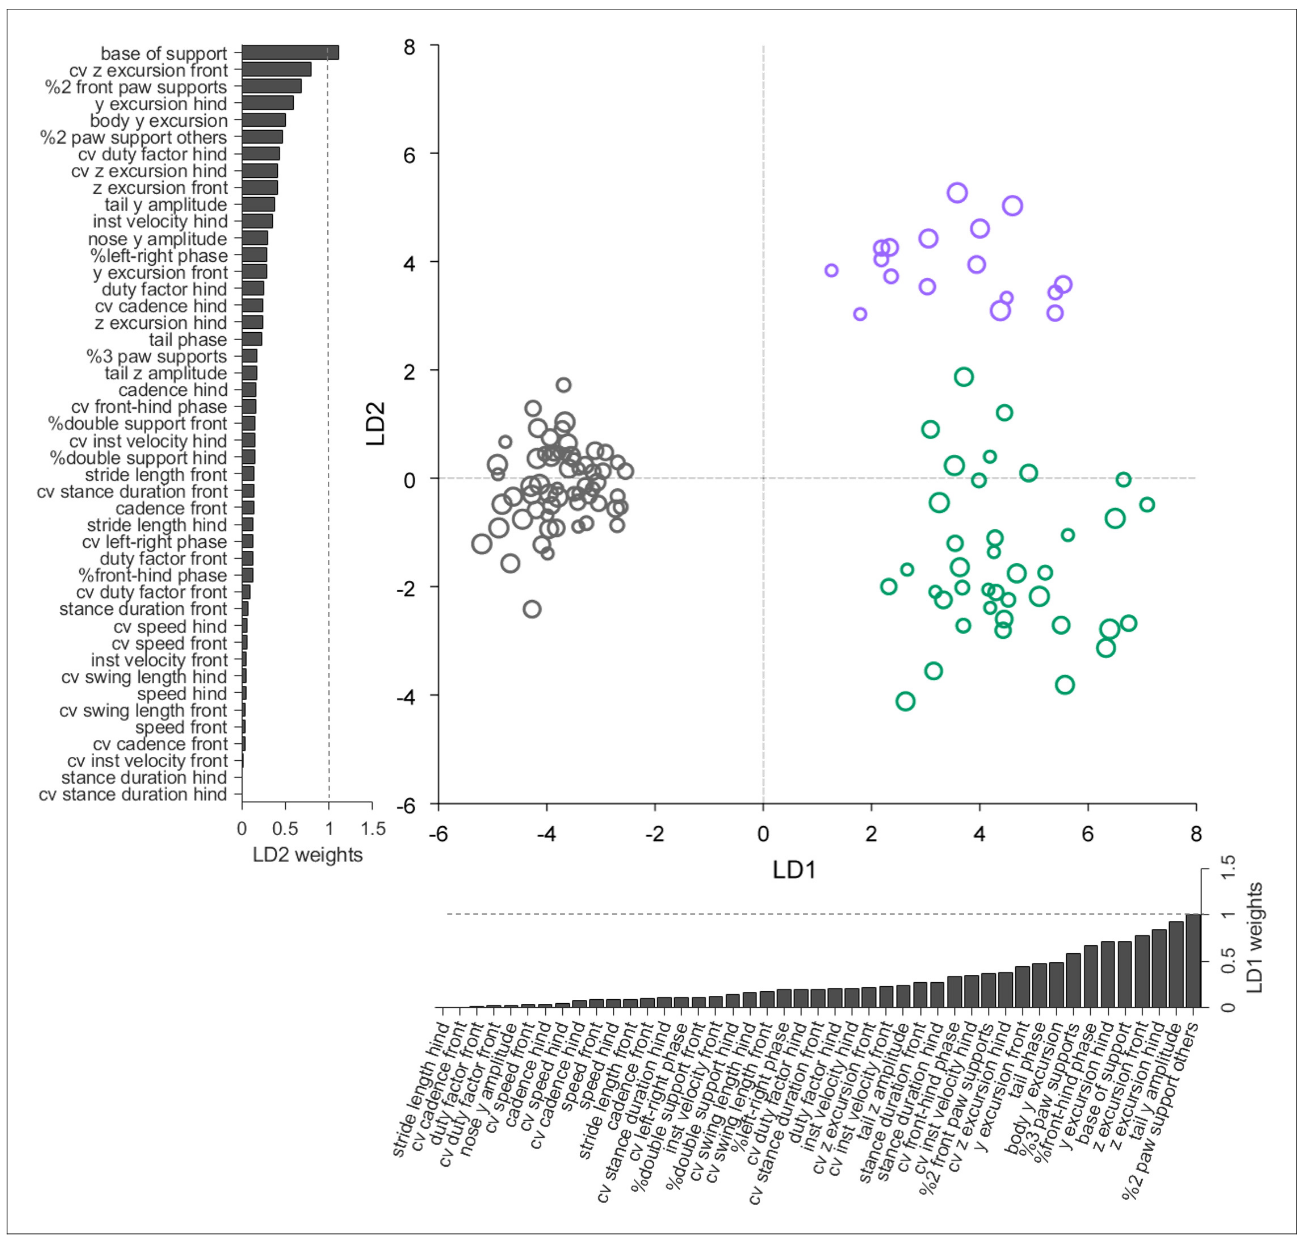 base of support
cv z excursion front
%2 front paw supports
y excursion hind
body y excursion
%2 paw support others
cv duty factor hind
cv z excursion hind
z excursion front
tail y amplitude
inst velocity hind
nose y amplitude
%left-right phase
y excursion front
duty factor hind
cv cadence hind
z excursion hind
tail phase
%3 paw supports
tail z amplitude
cadence hind
cv front-hind phase
%double support front
cv inst velocity hind
%double support hind
stride length front
cv stance duration front
cadence front
stride length hind
cv left-right phase
duty factor front
%front-hind phase
cv duty factor front
stance duration front
cv speed hind
cv speed front
inst velocity front
cv swing length hind
speed hind
cv swing length front
speed front
cv cadence front
cv inst velocity front
stance duration hind
cv stance duration hind
0 0.5 1 1.5
LD2 weights
8
6
4
2
0
-2
-4
-6
LD2
-6 -4 -2 0 2 4 6 8
LD1
1.5
1
0.5
0
LD1 weights
stride length hind
cv cadence front
duty factor front
cv duty factor front
nose y amplitude
cv speed front
cadence hind
cv speed hind
cv cadence hind
speed front
speed hind
stride length front
cadence front
cv stance duration hind
cv left-right phase
%double support front
inst velocity front
%double support hind
cv swing length hind
cv swing length front
%left-right phase
cv duty factor hind
cv stance duration front
duty factor hind
inst velocity hind
cv z excursion front
cv inst velocity front
tail z amplitude
stance duration front
stance duration hind
cv front-hind phase
cv inst velocity hind
%2 front paw supports
cv z excursion hind
y excursion front
tail phase
body y excursion
%3 paw supports
%front-hind phase
y excursion hind
base of support
z excursion front
z excursion hind
tail y amplitude
%2 paw support others